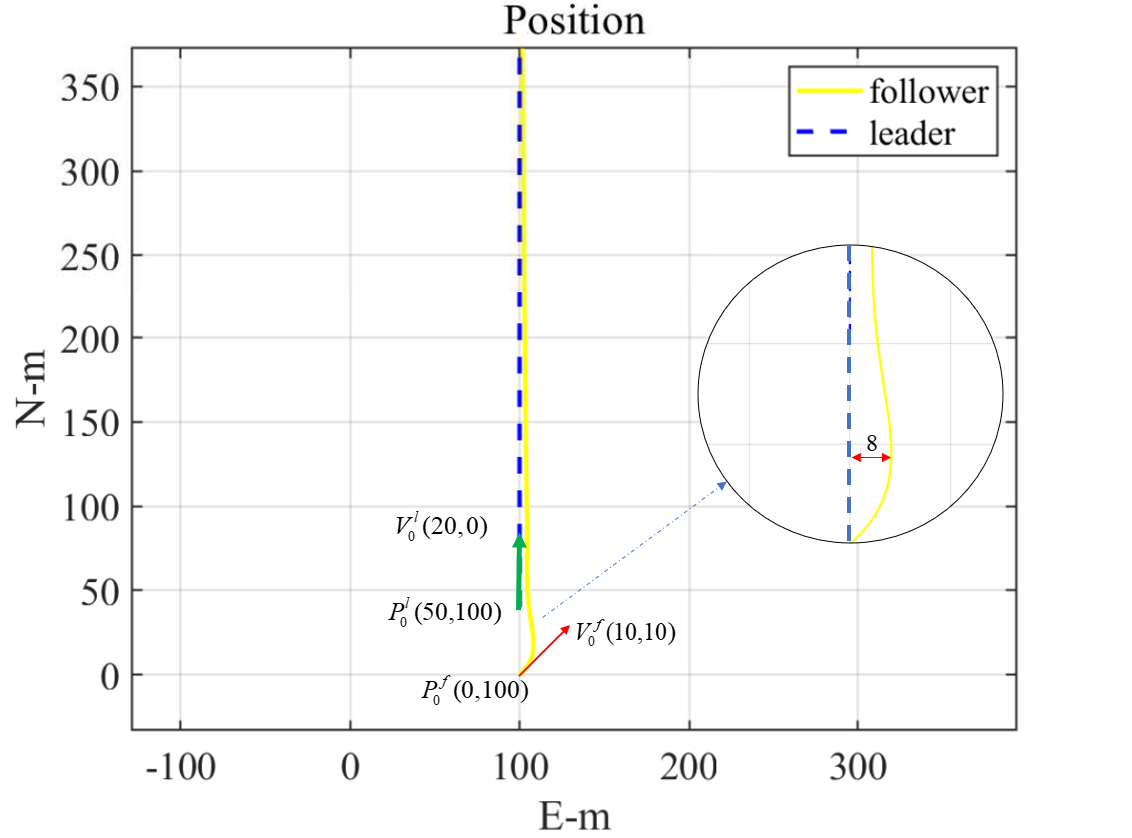 Position
follower
leader
N-m
350
300
250
200
150
100
50
0
8
V₀ˡ(20,0)
P₀ˡ(50,100)
V₀ᶠ(10,10)
P₀ᶠ(0,100)
-100 0 100 200 300
E-m